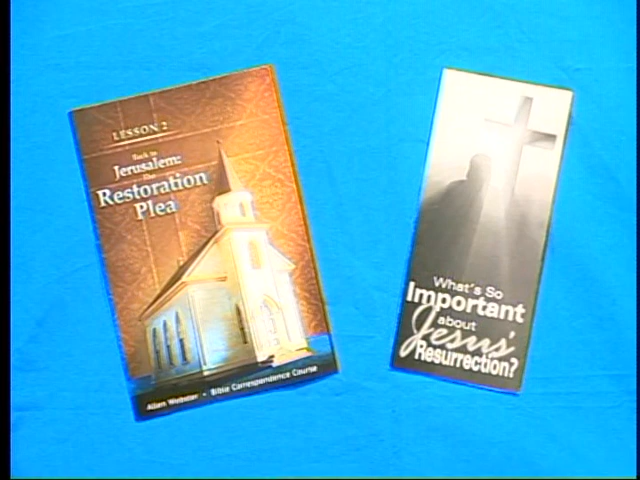 LESSON 2
Back to
Jerusalem:
The
Restoration
Plea
Allan Webster • Bible Correspondence Course
What's So
Important
about
Jesus'
Resurrection?